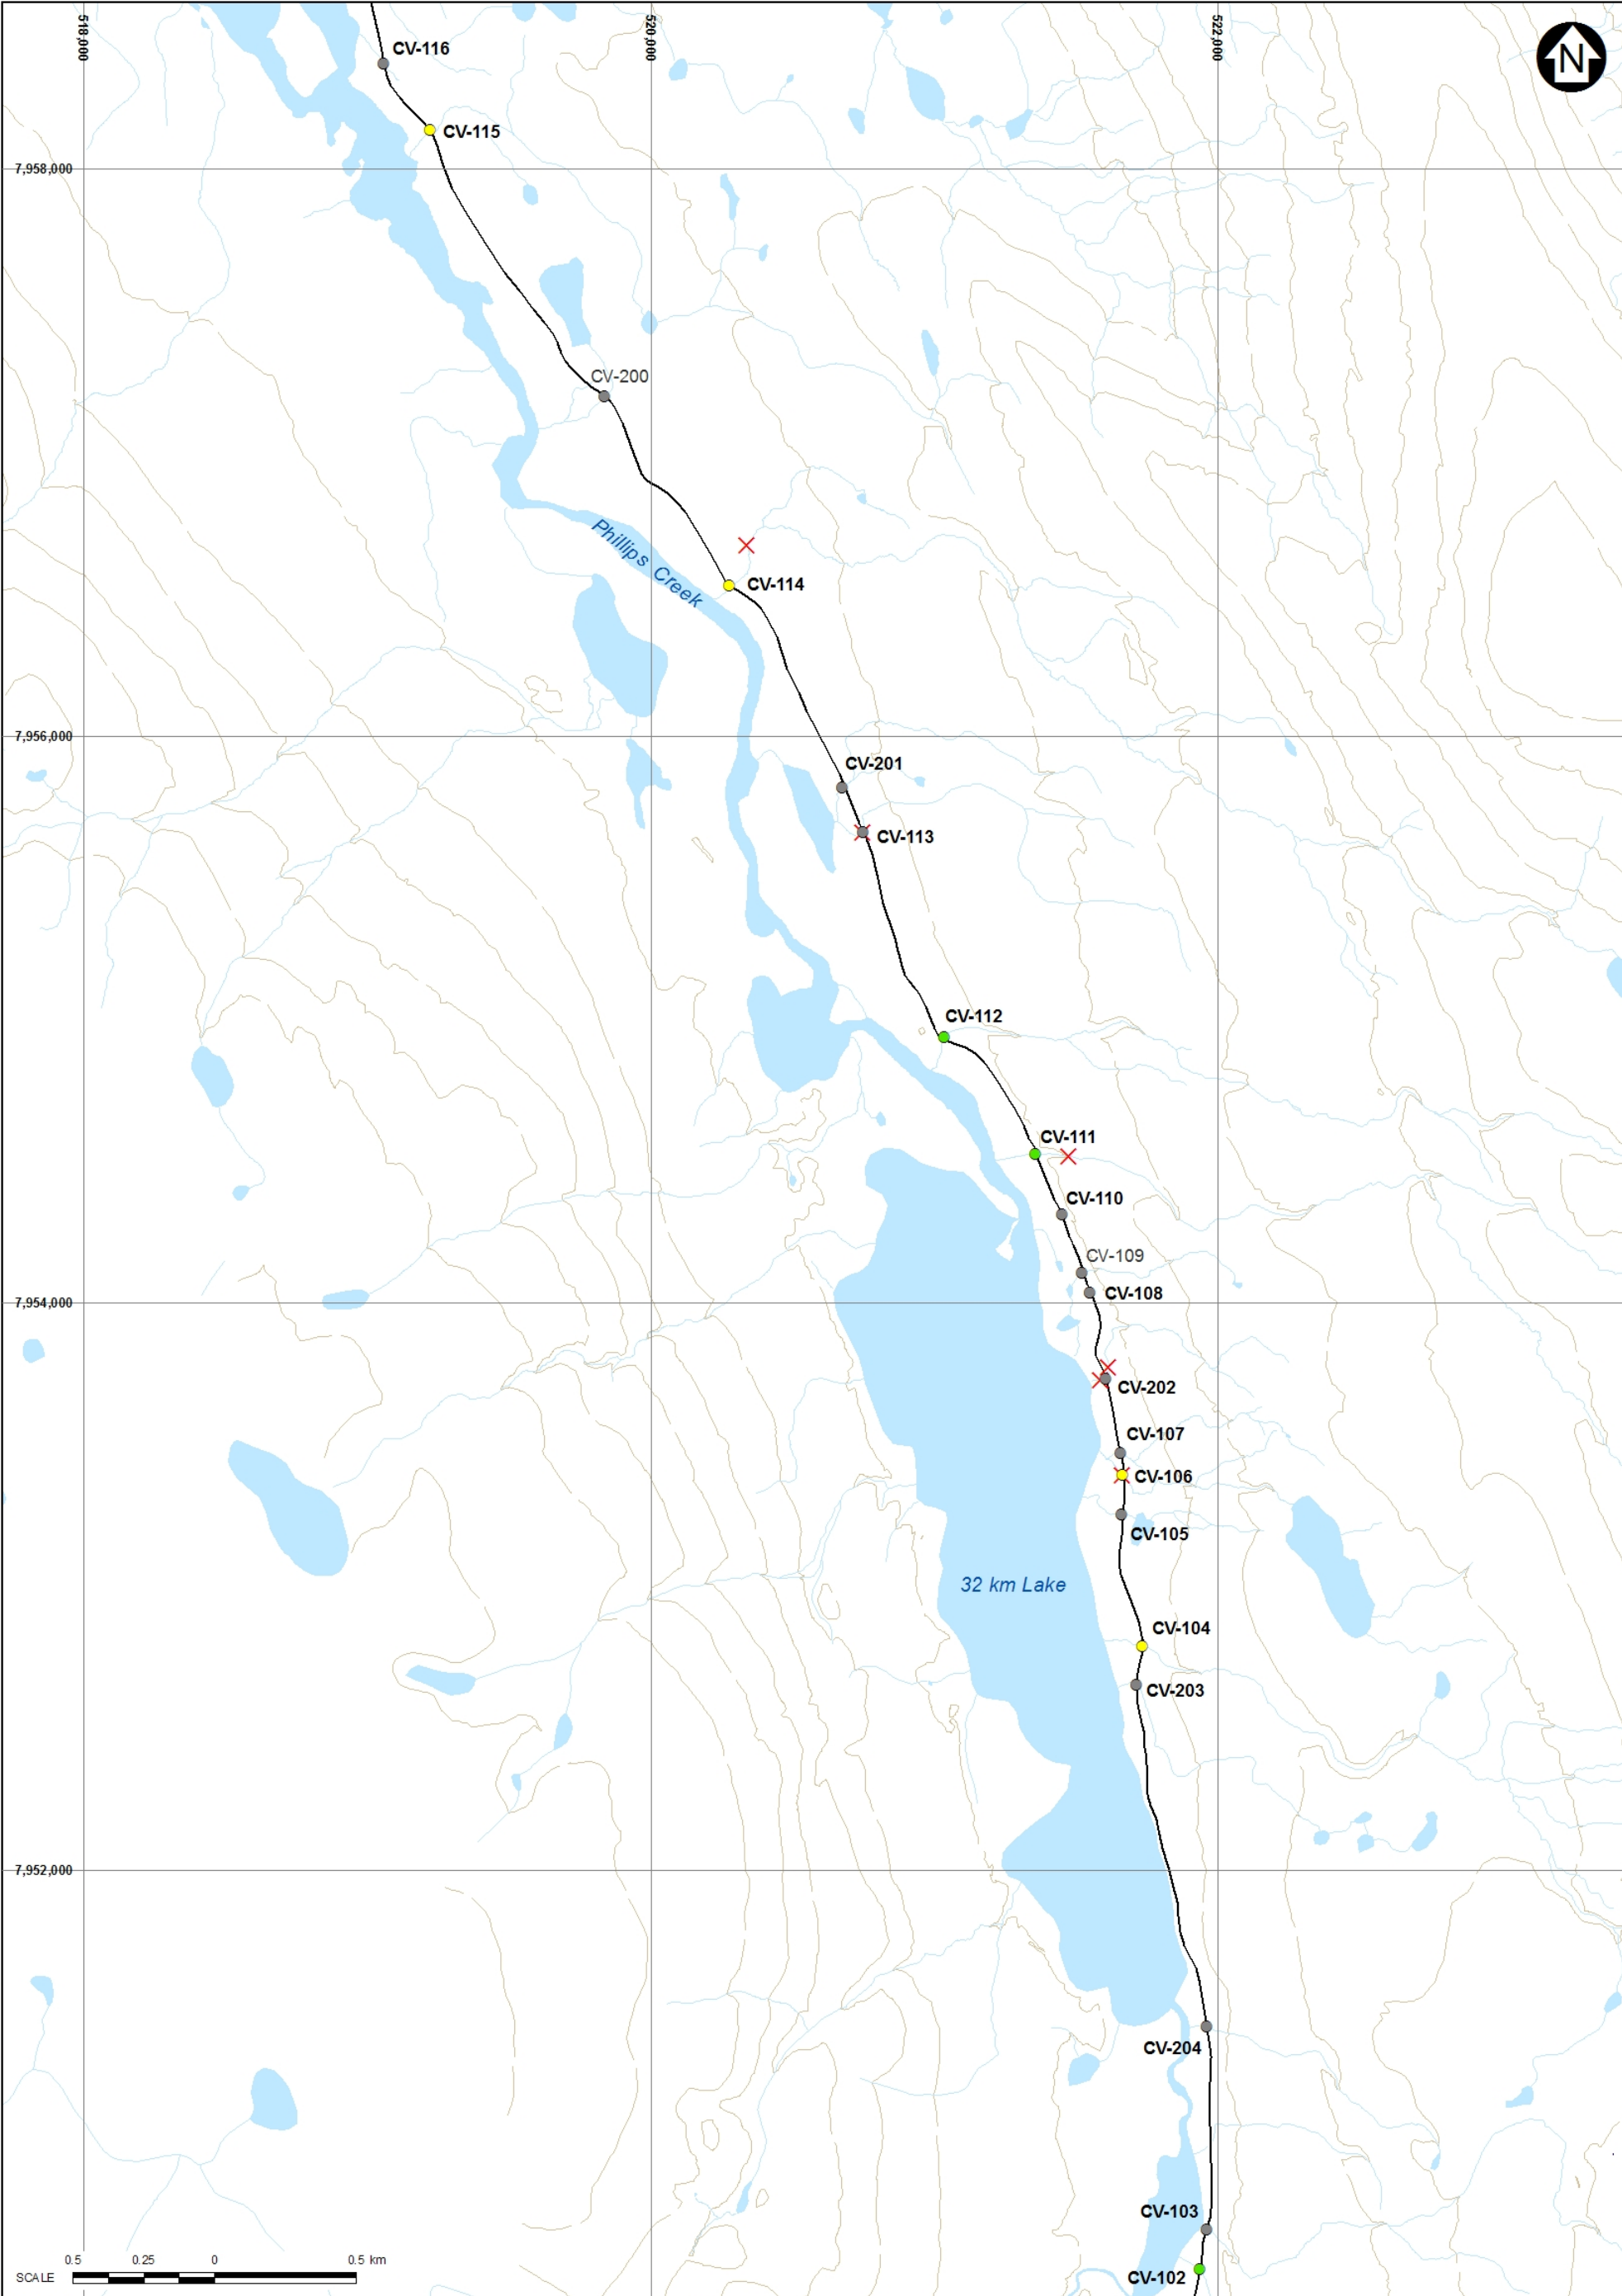 518,000
520,000
522,000
N
CV-116
CV-115
7,958,000
CV-200
Phillips Creek
CV-114
7,956,000
CV-201
CV-113
CV-112
CV-111
CV-110
CV-109
CV-108
7,954,000
CV-202
CV-107
CV-106
CV-105
32 km Lake
CV-104
CV-203
7,952,000
CV-204
CV-103
0.5 0.25 0 0.5 km
SCALE
CV-102